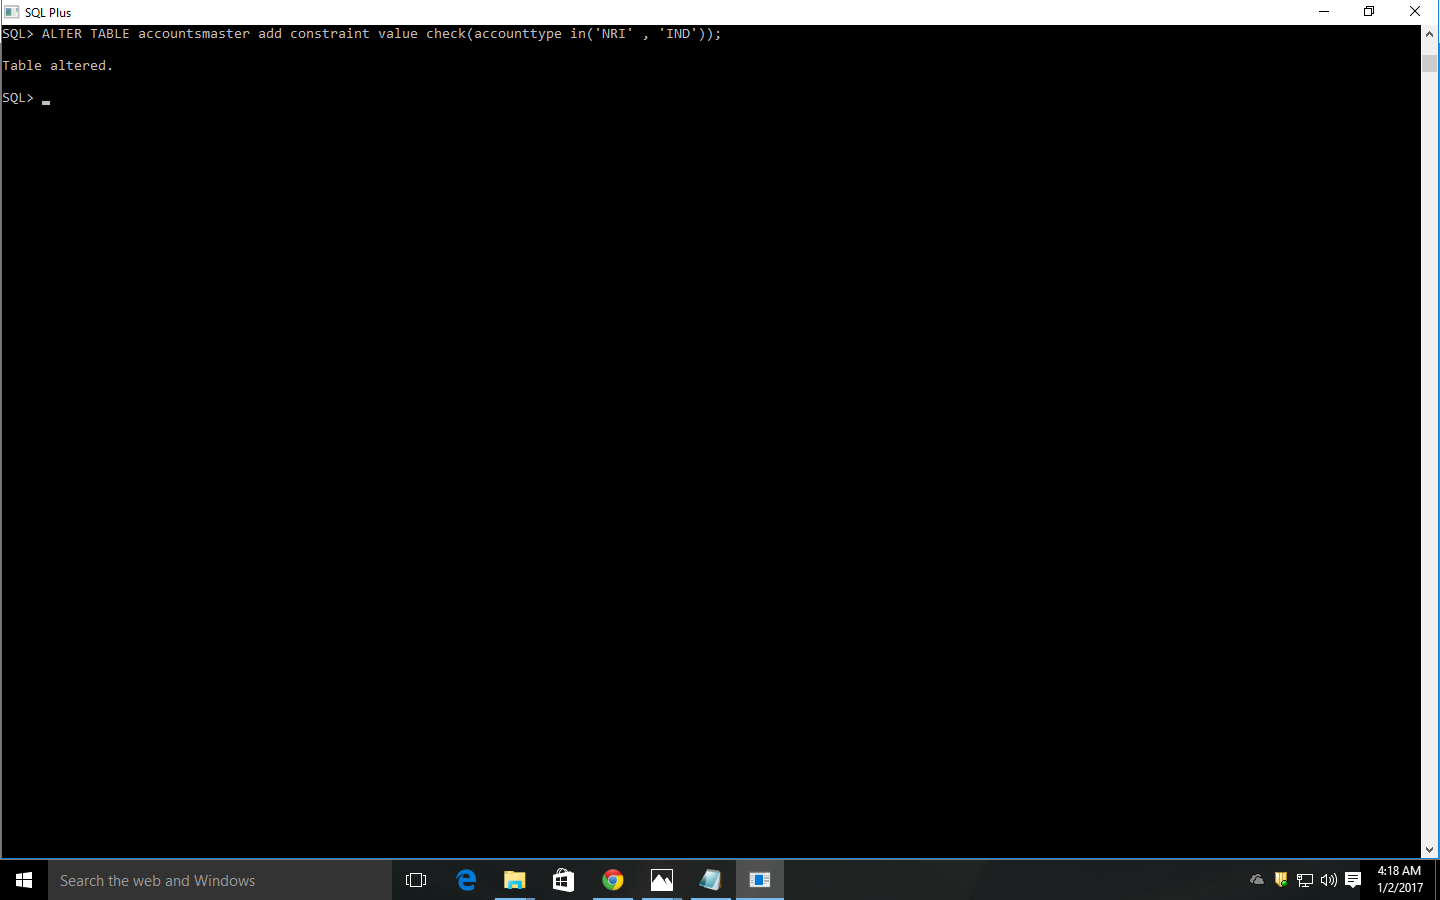 SQL Plus
SQL> ALTER TABLE accountsmaster add constraint value check(accounttype in('NRI' , 'IND'));
Table altered.
SQL>
Search the web and Windows
4:18 AM
1/2/2017